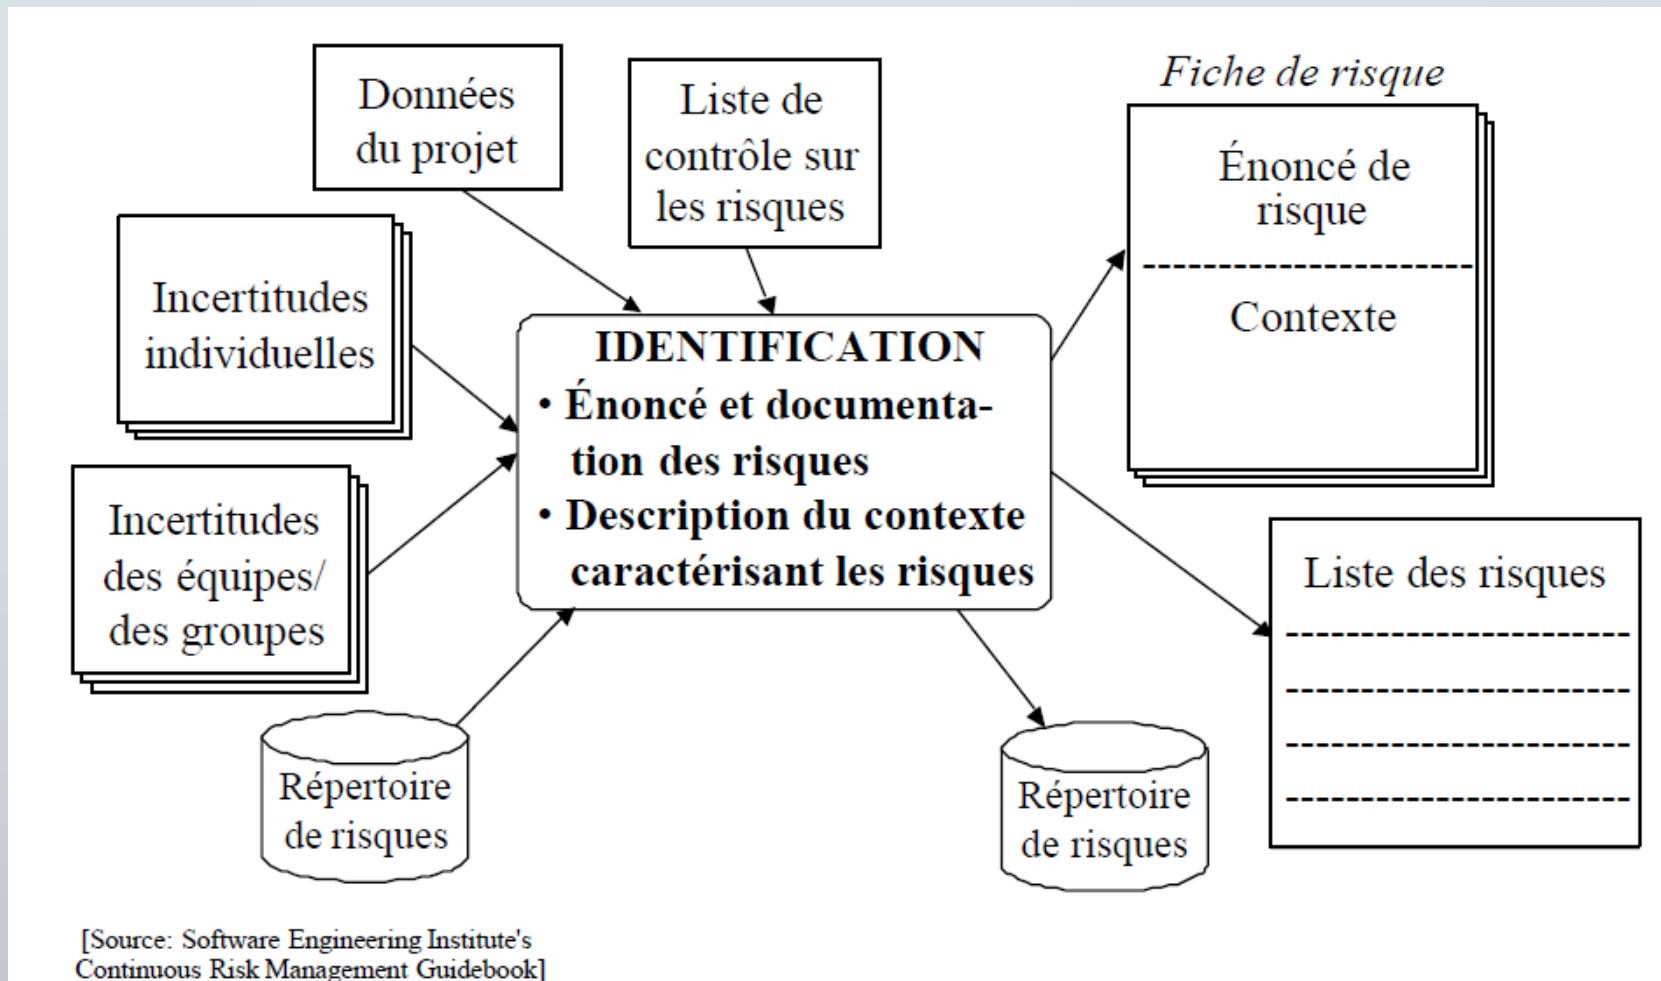 Données
du projet
Liste de
contrôle sur
les risques
Fiche de risque
Énoncé de
risque
Contexte
Incertitudes
individuelles
IDENTIFICATION
• Énoncé et documenta-
tion des risques
• Description du contexte
caractérisant les risques
Incertitudes
des équipes/
des groupes
Liste des risques
Répertoire
de risques
Répertoire
de risques
[Source: Software Engineering Institute's
Continuous Risk Management Guidebook]